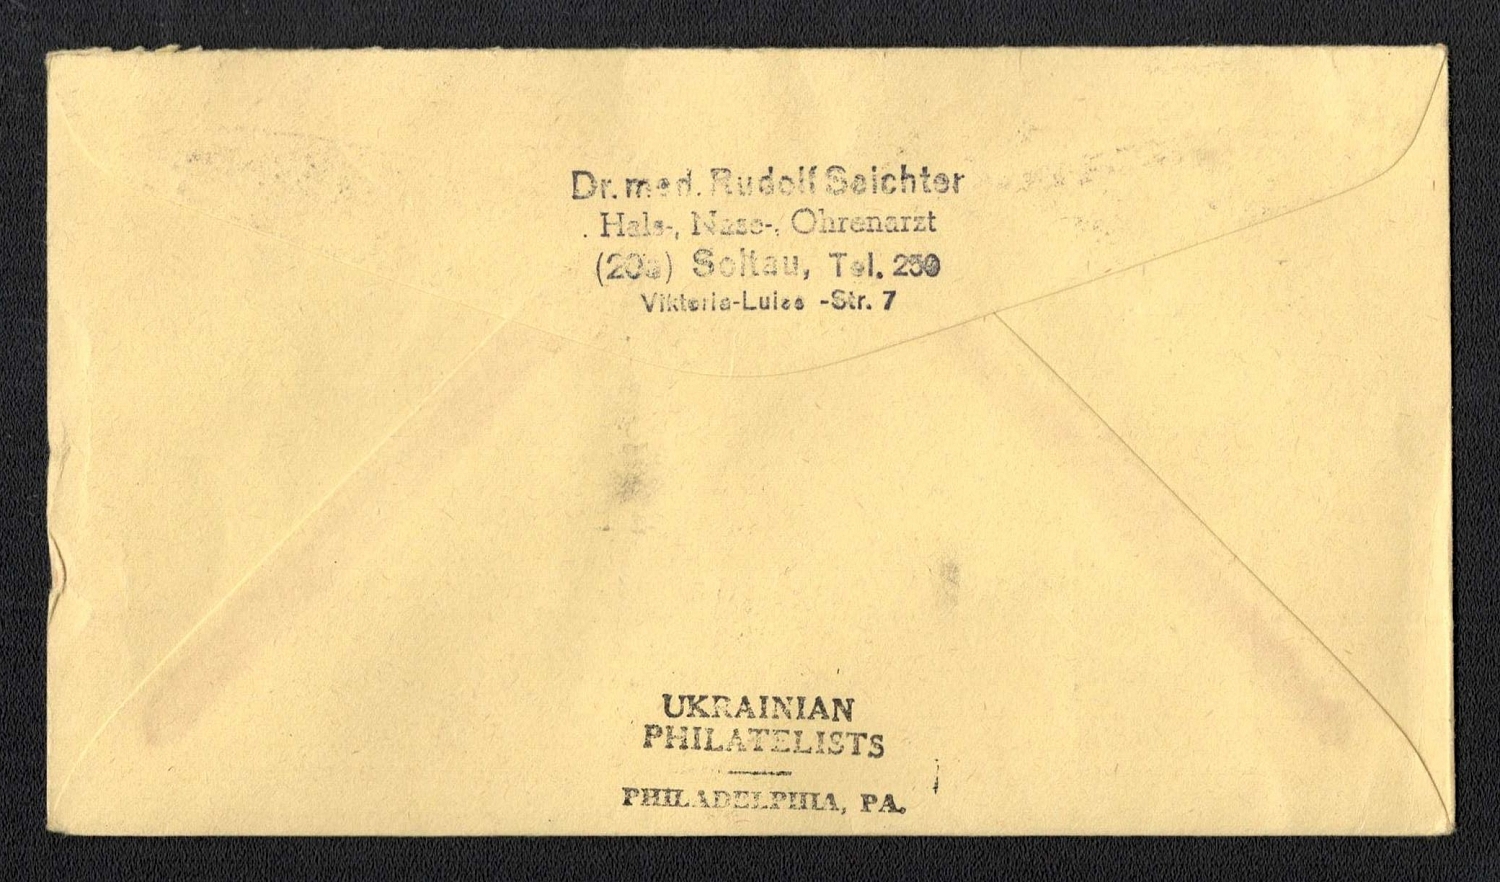 Dr. med. Rudolf Seichter
Hals-, Nase-, Ohrenarzt
(20a) Soltau, Tel. 250
Viktoria-Luise -Str. 7
UKRAINIAN
PHILATELISTS
PHILADELPHIA, PA.